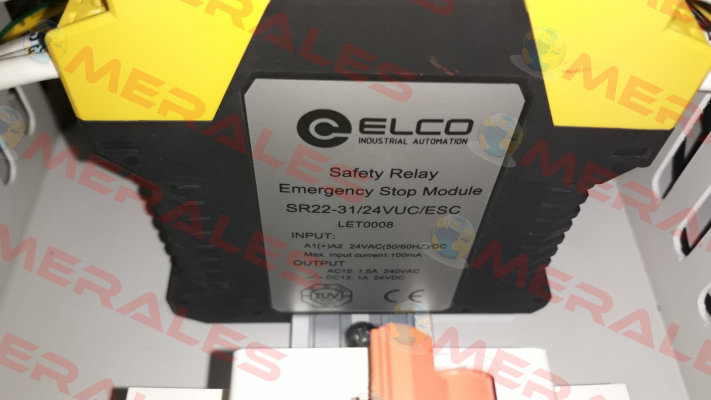 ELCO
INDUSTRIAL AUTOMATION
Safety Relay
Emergency Stop Module
SR22-31/24VUC/ESC
LET0008
INPUT:
A1(+)A2 24VAC(50/60HZ)/DC
Max. input current:100mA
OUTPUT
AC15: 1.5A 240VAC
DC13: 1A 24VDC
TUV CE
MERALES
MERALES
MERALES
MERALES
MERALES
MERALES